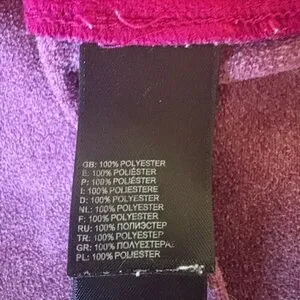 GB: 100% POLYESTER
E: 100% POLIÉSTER
P: 100% POLIÉSTER
I: 100% POLIESTERE
D: 100% POLYESTER
NL: 100% POLYESTER
F: 100% POLYESTER
RU: 100% ПОЛИЭСТЕР
TR: 100% POLYESTER
GR: 100% ΠΟΛΥΕΣΤΕΡΑΣ
PL: 100% POLIESTER